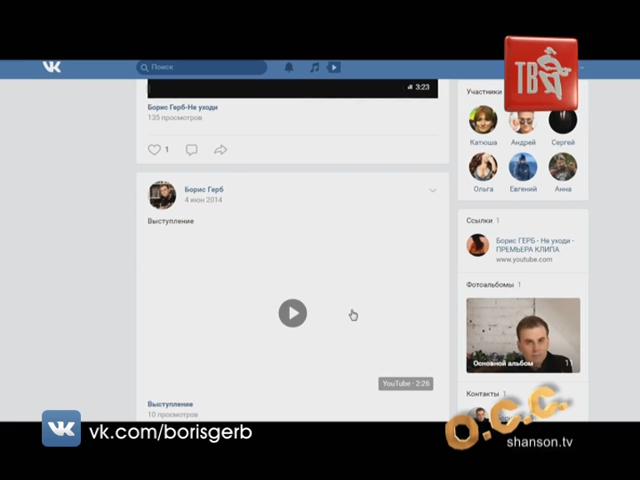 Поиск
ТВ
3:23
Борис Герб-Не уходи
135 просмотров
1
Борис Герб
4 июн 2014
Выступление
YouTube · 2:26
Выступление
10 просмотров
Участники
Катюша
Андрей
Сергей
Ольга
Евгений
Анна
Ссылки 1
Борис ГЕРБ - Не уходи -
ПРЕМЬЕРА КЛИПА
www.youtube.com
Фотоальбомы 1
Основной альбом
11
Контакты 1
о.с.с.
shanson.tv
vk.com/borisgerb